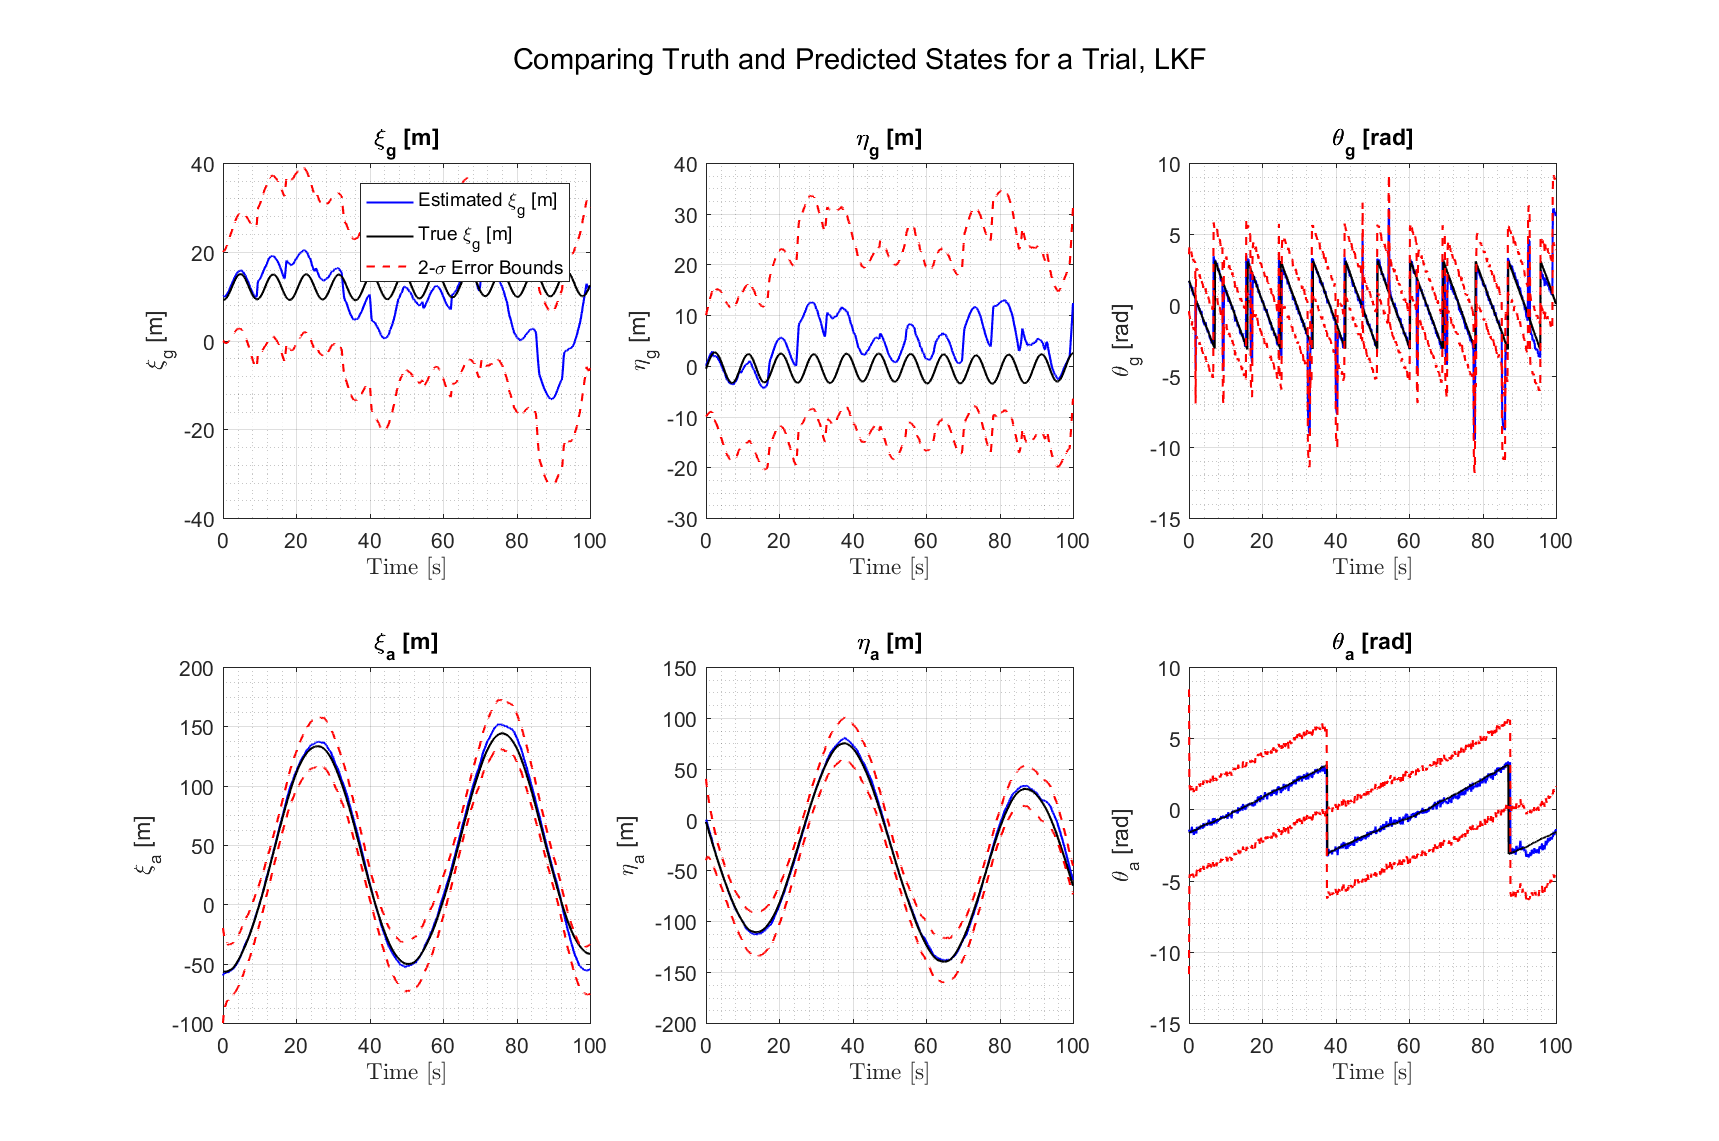 Comparing Truth and Predicted States for a Trial, LKF
ξg [m]
ξg [m]
40
20
0
-20
-40
Estimated ξg [m]
True ξg [m]
2-σ Error Bounds
0 20 40 60 80 100
Time [s]
ηg [m]
ηg [m]
40
30
20
10
0
-10
-20
-30
0 20 40 60 80 100
Time [s]
θg [rad]
θg [rad]
10
5
0
-5
-10
-15
0 20 40 60 80 100
Time [s]
ξa [m]
ξa [m]
200
150
100
50
0
-50
-100
0 20 40 60 80 100
Time [s]
ηa [m]
ηa [m]
150
100
50
0
-50
-100
-150
-200
0 20 40 60 80 100
Time [s]
θa [rad]
θa [rad]
10
5
0
-5
-10
-15
0 20 40 60 80 100
Time [s]